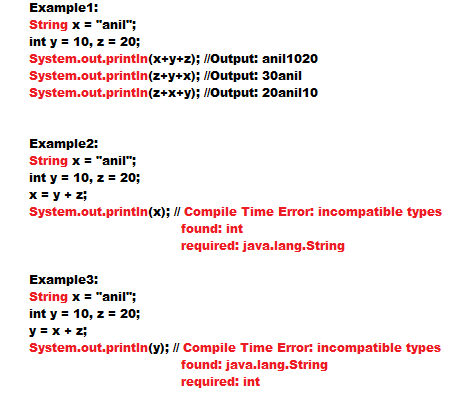 Example1:
String x = "anil";
int y = 10, z = 20;
System.out.println(x+y+z); //Output: anil1020
System.out.println(z+y+x); //Output: 30anil
System.out.println(z+x+y); //Output: 20anil10
Example2:
String x = "anil";
int y = 10, z = 20;
x = y + z;
System.out.println(x); // Compile Time Error: incompatible types
found: int
required: java.lang.String
Example3:
String x = "anil";
int y = 10, z = 20;
y = x + z;
System.out.println(y); // Compile Time Error: incompatible types
found: java.lang.String
required: int